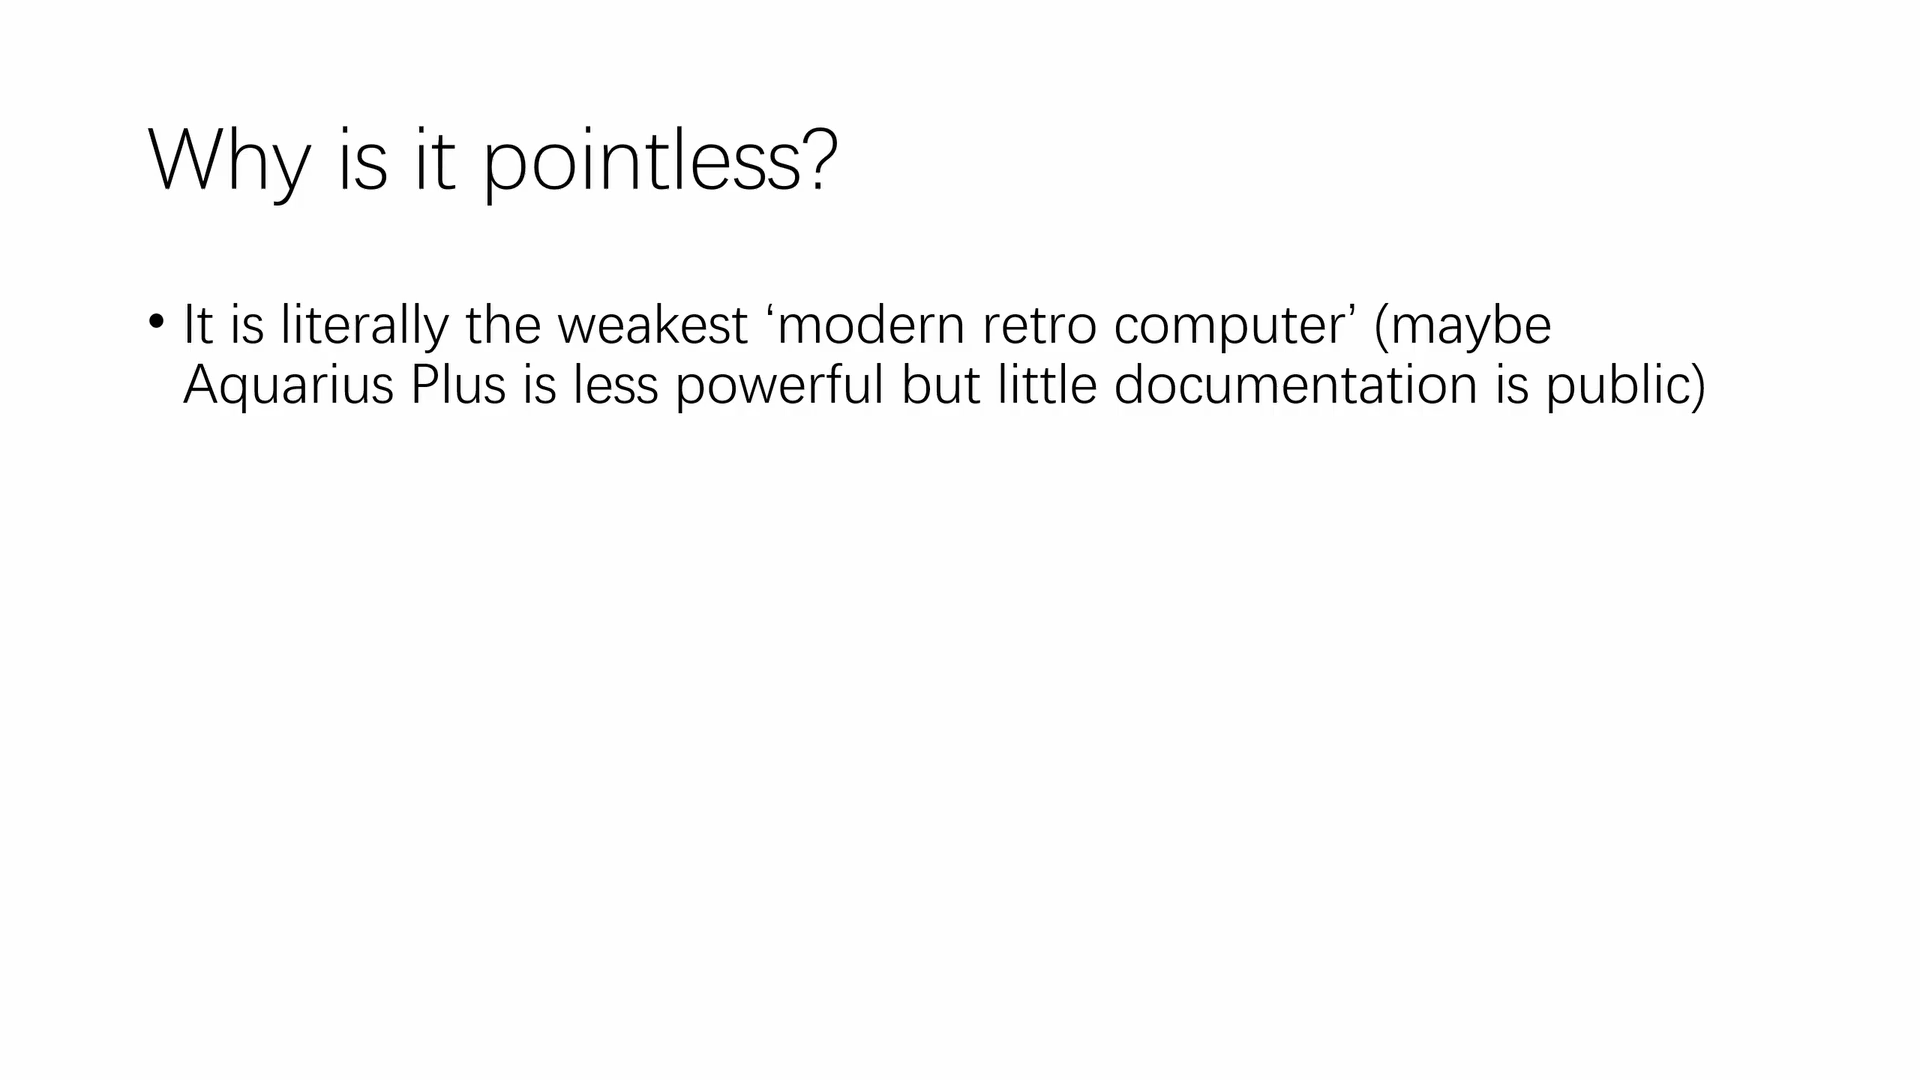 Why is it pointless?
• It is literally the weakest ‘modern retro computer’ (maybe
Aquarius Plus is less powerful but little documentation is public)